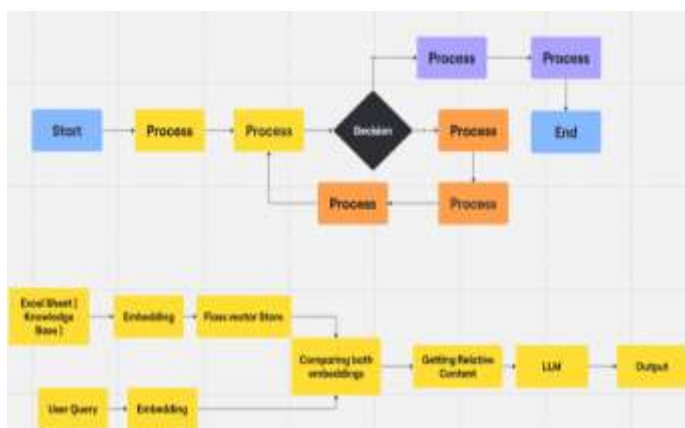 Process
Process
Start
Process
Process
Decision
Process
End
Process
Process
Excel Sheet [
Knowledge
Base ]
Embedding
Fiass vector Store
Comparing both
embeddings
Getting Relative
Content
LLM
Output
User Query
Embedding